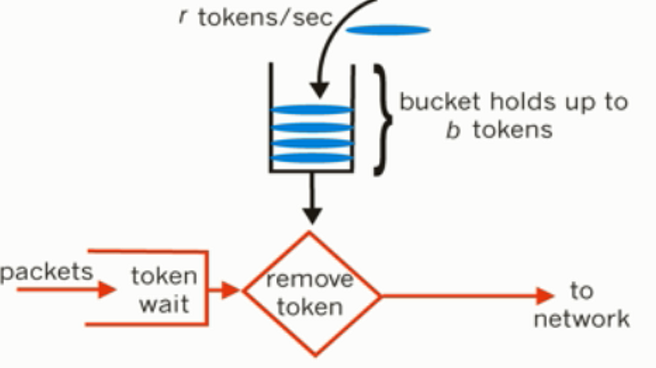 r tokens/sec
bucket holds up to
b tokens
packets
token
wait
remove
token
to
network